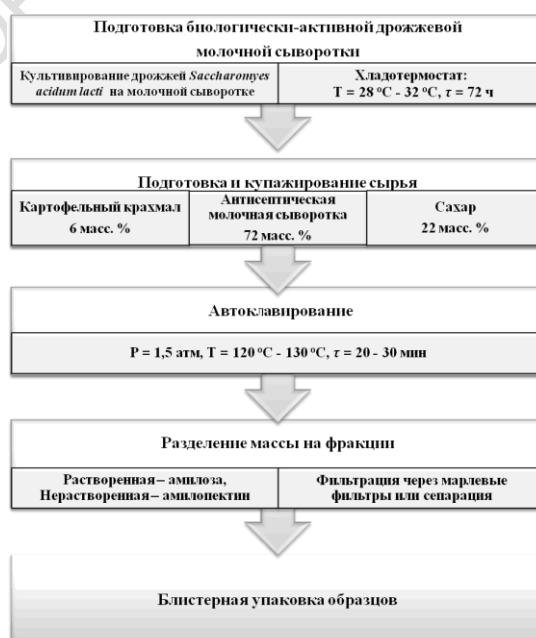 Подготовка биологически-активной дрожжевой
молочной сыворотки
Культивирование дрожжей Saccharomyes
acidum lacti на молочной сыворотке
Хладотермостат:
T = 28 °C - 32 °C, τ = 72 ч
Подготовка и купажирование сырья
Картофельный крахмал
6 масс. %
Антисептическая
молочная сыворотка
72 масс. %
Сахар
22 масс. %
Автоклавирование
P = 1,5 атм, T = 120 °C - 130 °C, τ = 20 - 30 мин
Разделение массы на фракции
Растворенная – амилоза,
Нерастворенная – амилопектин
Фильтрация через марлевые
фильтры или сепарация
Блистерная упаковка образцов